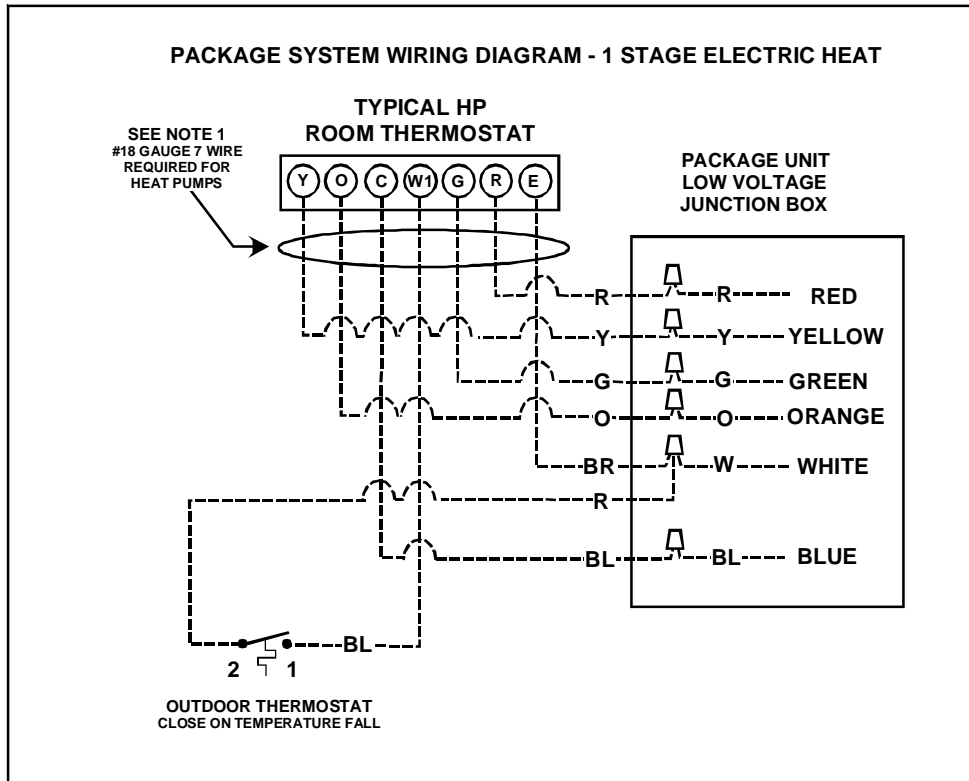 PACKAGE SYSTEM WIRING DIAGRAM - 1 STAGE ELECTRIC HEAT
TYPICAL HP
ROOM THERMOSTAT
SEE NOTE 1
#18 GAUGE 7 WIRE
REQUIRED FOR
HEAT PUMPS
Y O C W1 G R E
PACKAGE UNIT
LOW VOLTAGE
JUNCTION BOX
R R RED
Y Y YELLOW
G G GREEN
O O ORANGE
BR W WHITE
R
BL BL BLUE
BL
2 1
OUTDOOR THERMOSTAT
CLOSE ON TEMPERATURE FALL